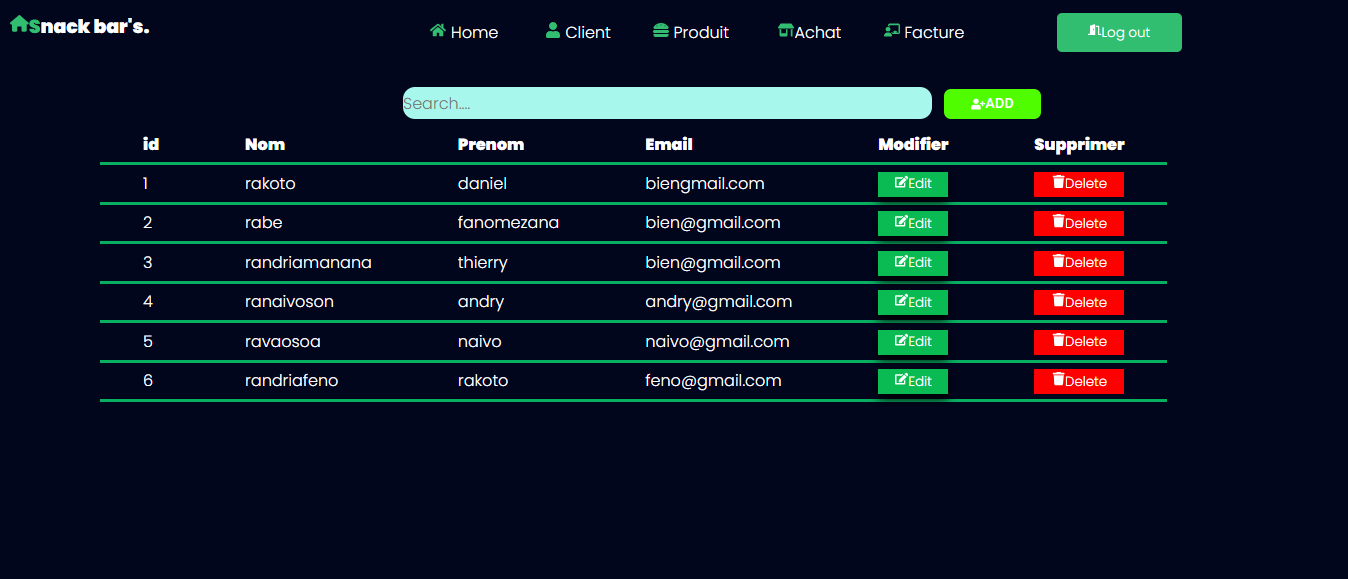 Snack bar's. Home Client Produit Achat Facture Log out
Search.... ADD
id Nom Prenom Email Modifier Supprimer
1 rakoto daniel biengmail.com Edit Delete
2 rabe fanomezana bien@gmail.com Edit Delete
3 randriamanana thierry bien@gmail.com Edit Delete
4 ranaivoson andry andry@gmail.com Edit Delete
5 ravaosoa naivo naivo@gmail.com Edit Delete
6 randriafeno rakoto feno@gmail.com Edit Delete